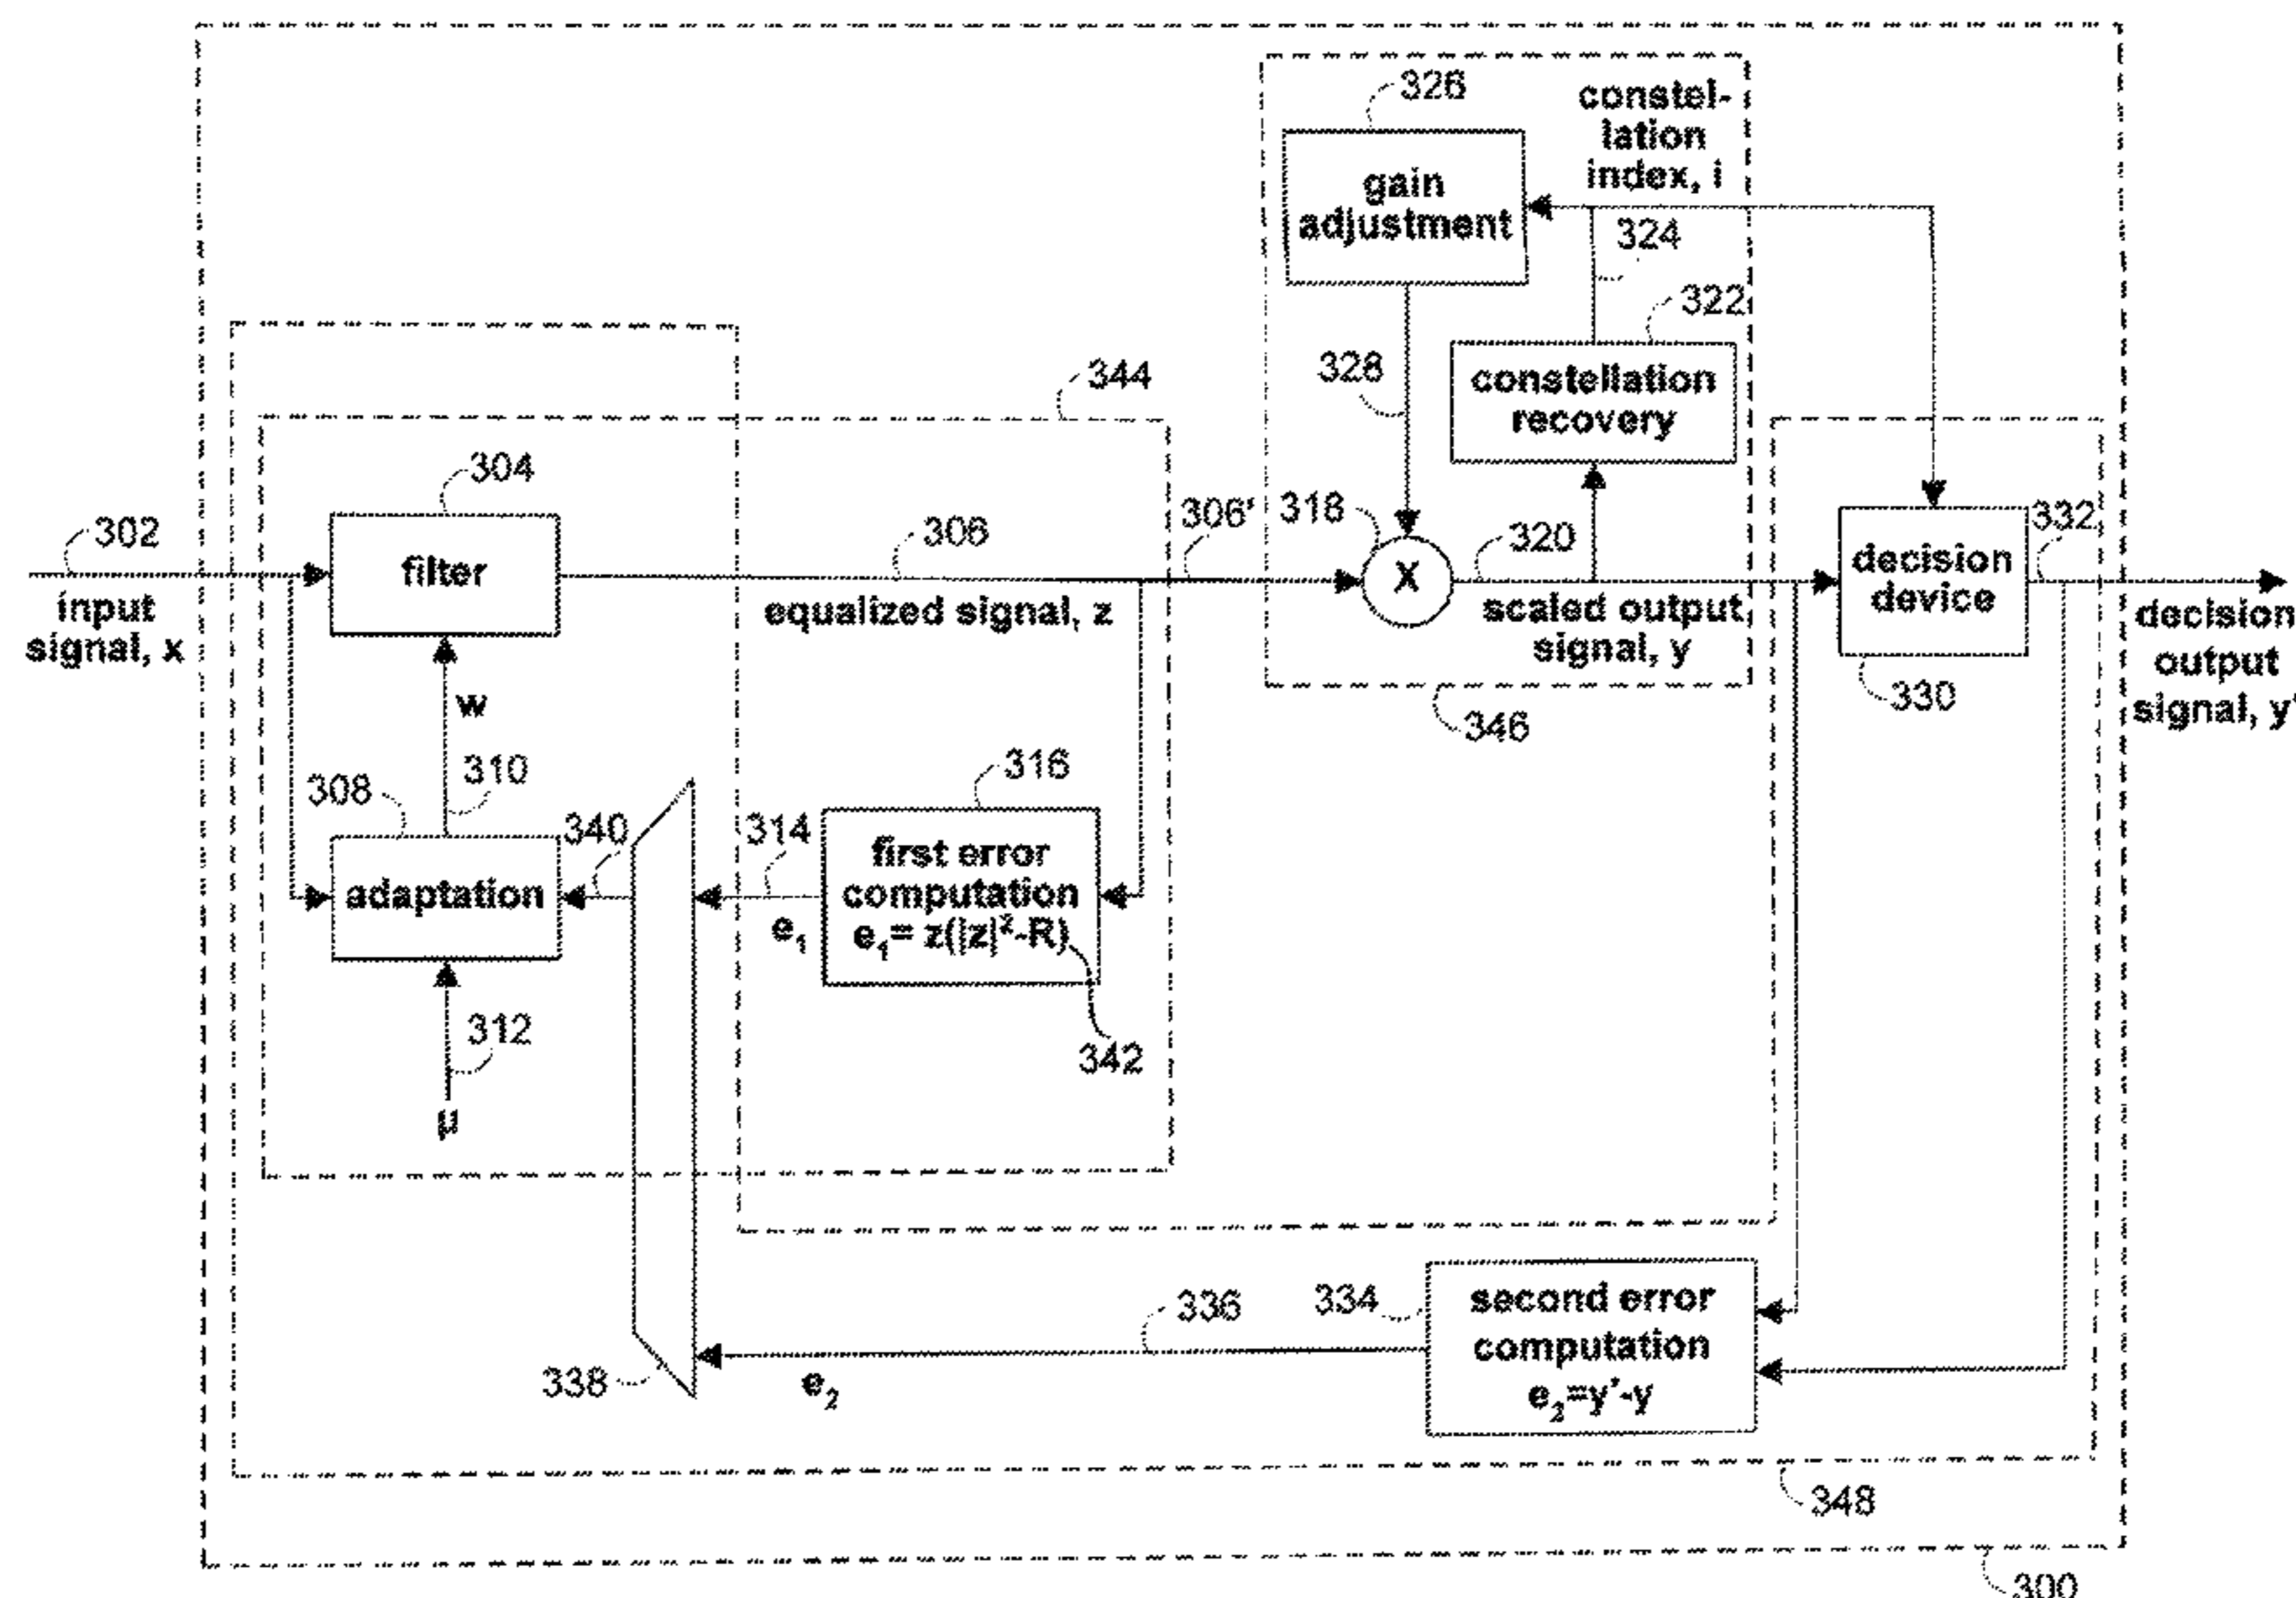 326
constel-
lation
index, i
gain
adjustment
324
322
328
constellation
recovery
344
304
302
306
306'
318
320
332
filter
X
decision
device
input
signal, x
equalized signal, z
scaled output
signal, y
decision
output
signal, y'
330
346
w
310
308
316
340
314
first error
computation
e1= z(|z|²-R)
adaptation
e1
342
312
μ
336
334
second error
computation
e2=y'-y
338
e2
348
300